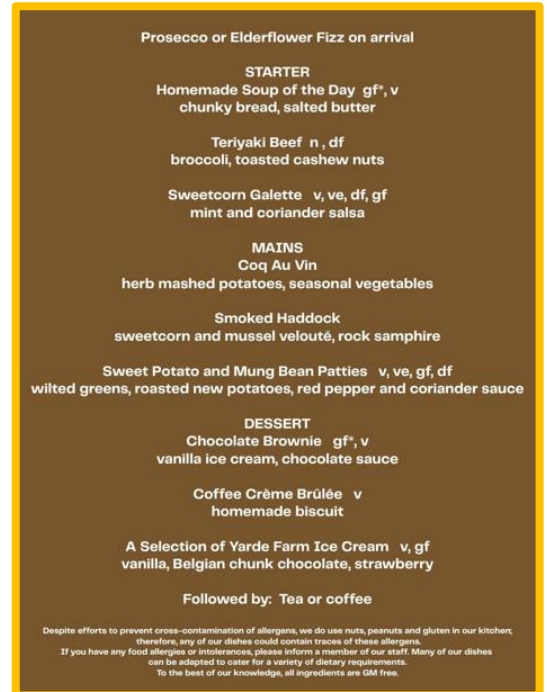 Prosecco or Elderflower Fizz on arrival
STARTER
Homemade Soup of the Day gf*, v
chunky bread, salted butter
Teriyaki Beef n , df
broccoli, toasted cashew nuts
Sweetcorn Galette v, ve, df, gf
mint and coriander salsa
MAINS
Coq Au Vin
herb mashed potatoes, seasonal vegetables
Smoked Haddock
sweetcorn and mussel velouté, rock samphire
Sweet Potato and Mung Bean Patties v, ve, gf, df
wilted greens, roasted new potatoes, red pepper and coriander sauce
DESSERT
Chocolate Brownie gf*, v
vanilla ice cream, chocolate sauce
Coffee Crème Brûlée v
homemade biscuit
A Selection of Yarde Farm Ice Cream v, gf
vanilla, Belgian chunk chocolate, strawberry
Followed by: Tea or coffee
Despite efforts to prevent cross-contamination of allergens, we do use nuts, peanuts and gluten in our kitchen;
therefore, any of our dishes could contain traces of these allergens.
If you have any food allergies or intolerances, please inform a member of our staff. Many of our dishes
can be adapted to cater for a variety of dietary requirements.
To the best of our knowledge, all ingredients are GM free.